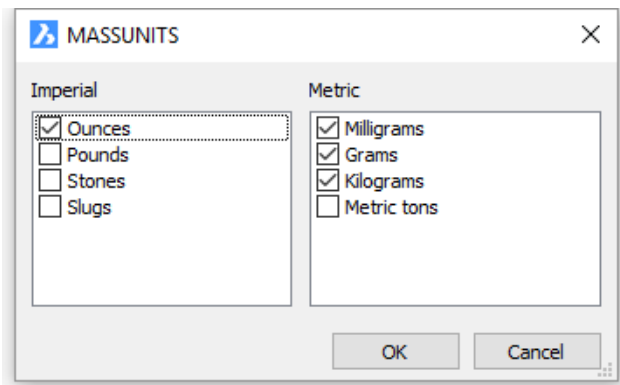 MASSUNITS
Imperial
Metric
Ounces
Pounds
Stones
Slugs
Milligrams
Grams
Kilograms
Metric tons
OK
Cancel